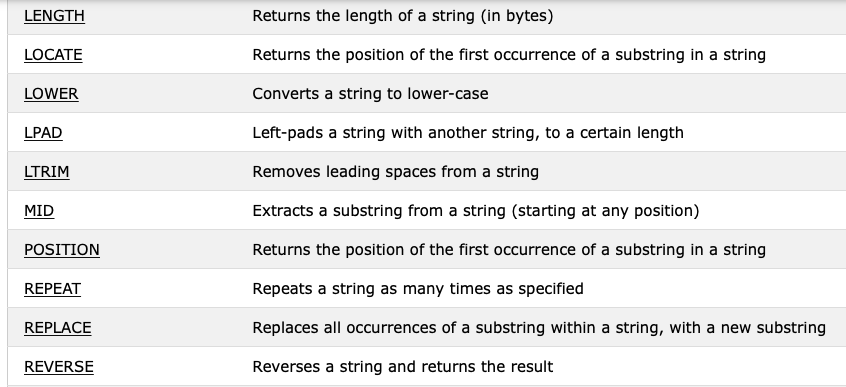 LENGTH Returns the length of a string (in bytes)
LOCATE Returns the position of the first occurrence of a substring in a string
LOWER Converts a string to lower-case
LPAD Left-pads a string with another string, to a certain length
LTRIM Removes leading spaces from a string
MID Extracts a substring from a string (starting at any position)
POSITION Returns the position of the first occurrence of a substring in a string
REPEAT Repeats a string as many times as specified
REPLACE Replaces all occurrences of a substring within a string, with a new substring
REVERSE Reverses a string and returns the result